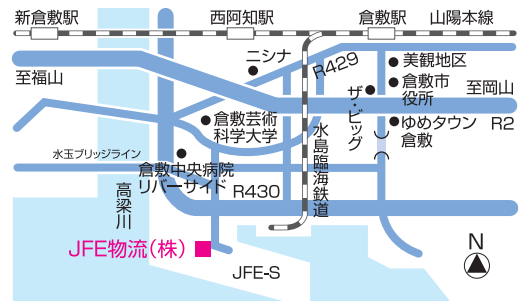 新倉敷駅
西阿知駅
倉敷駅
山陽本線
ニシナ
R429
美観地区
至福山
ザ・ビッグ
倉敷市
役所
至岡山
倉敷芸術
科学大学
水島臨海鉄道
ゆめタウン
倉敷
R2
水玉ブリッジライン
倉敷中央病院
リバーサイド
R430
高梁川
JFE物流(株)
JFE-S
N